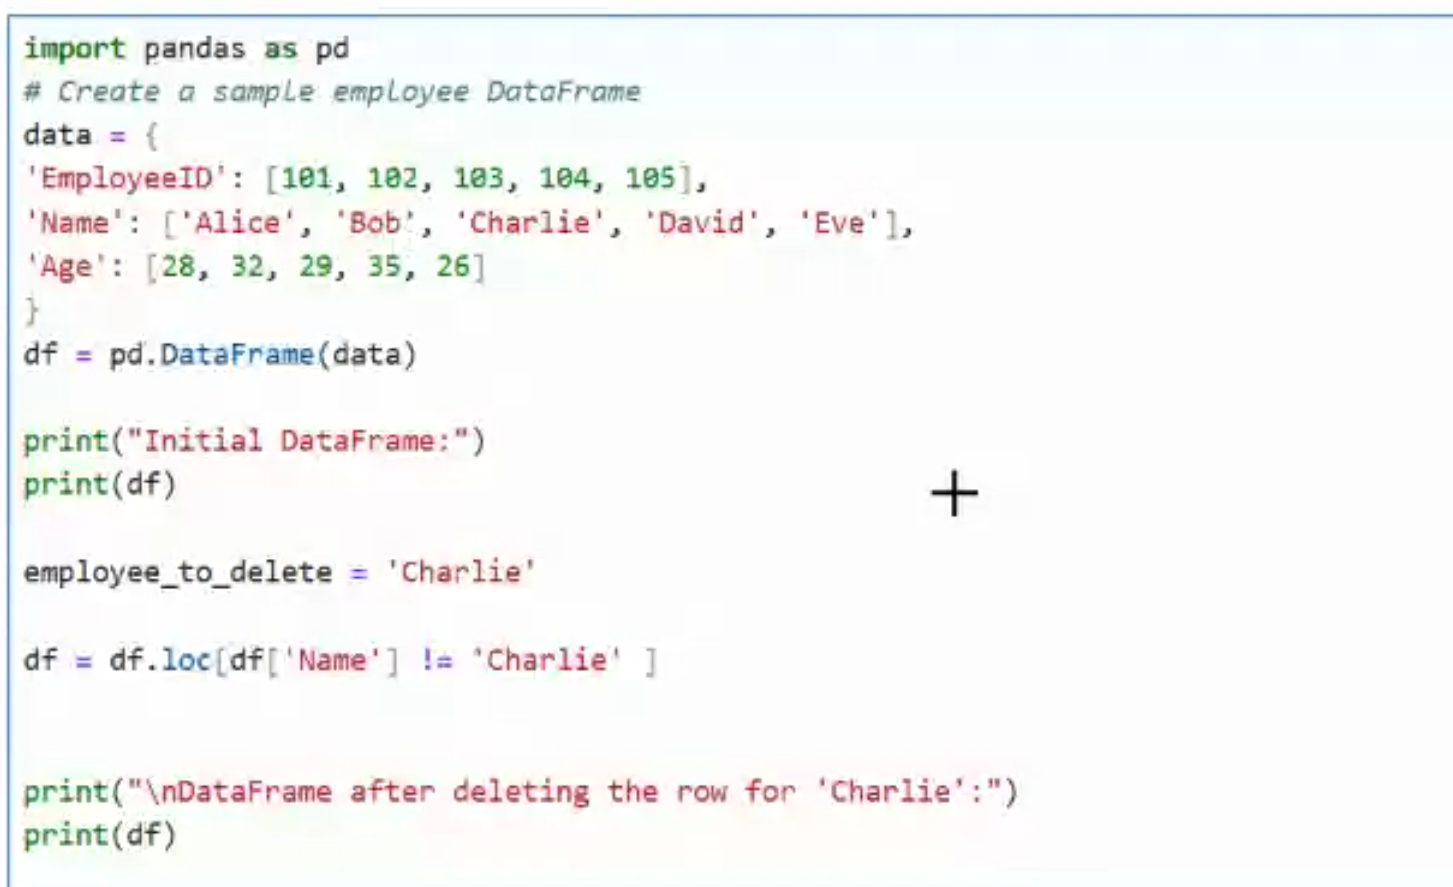 import pandas as pd
# Create a sample employee DataFrame
data = {
'EmployeeID': [101, 102, 103, 104, 105],
'Name': ['Alice', 'Bob', 'Charlie', 'David', 'Eve'],
'Age': [28, 32, 29, 35, 26]
}
df = pd.DataFrame(data)
print("Initial DataFrame:")
print(df)
employee_to_delete = 'Charlie'
df = df.loc[df['Name'] != 'Charlie' ]
print("\nDataFrame after deleting the row for 'Charlie':")
print(df)